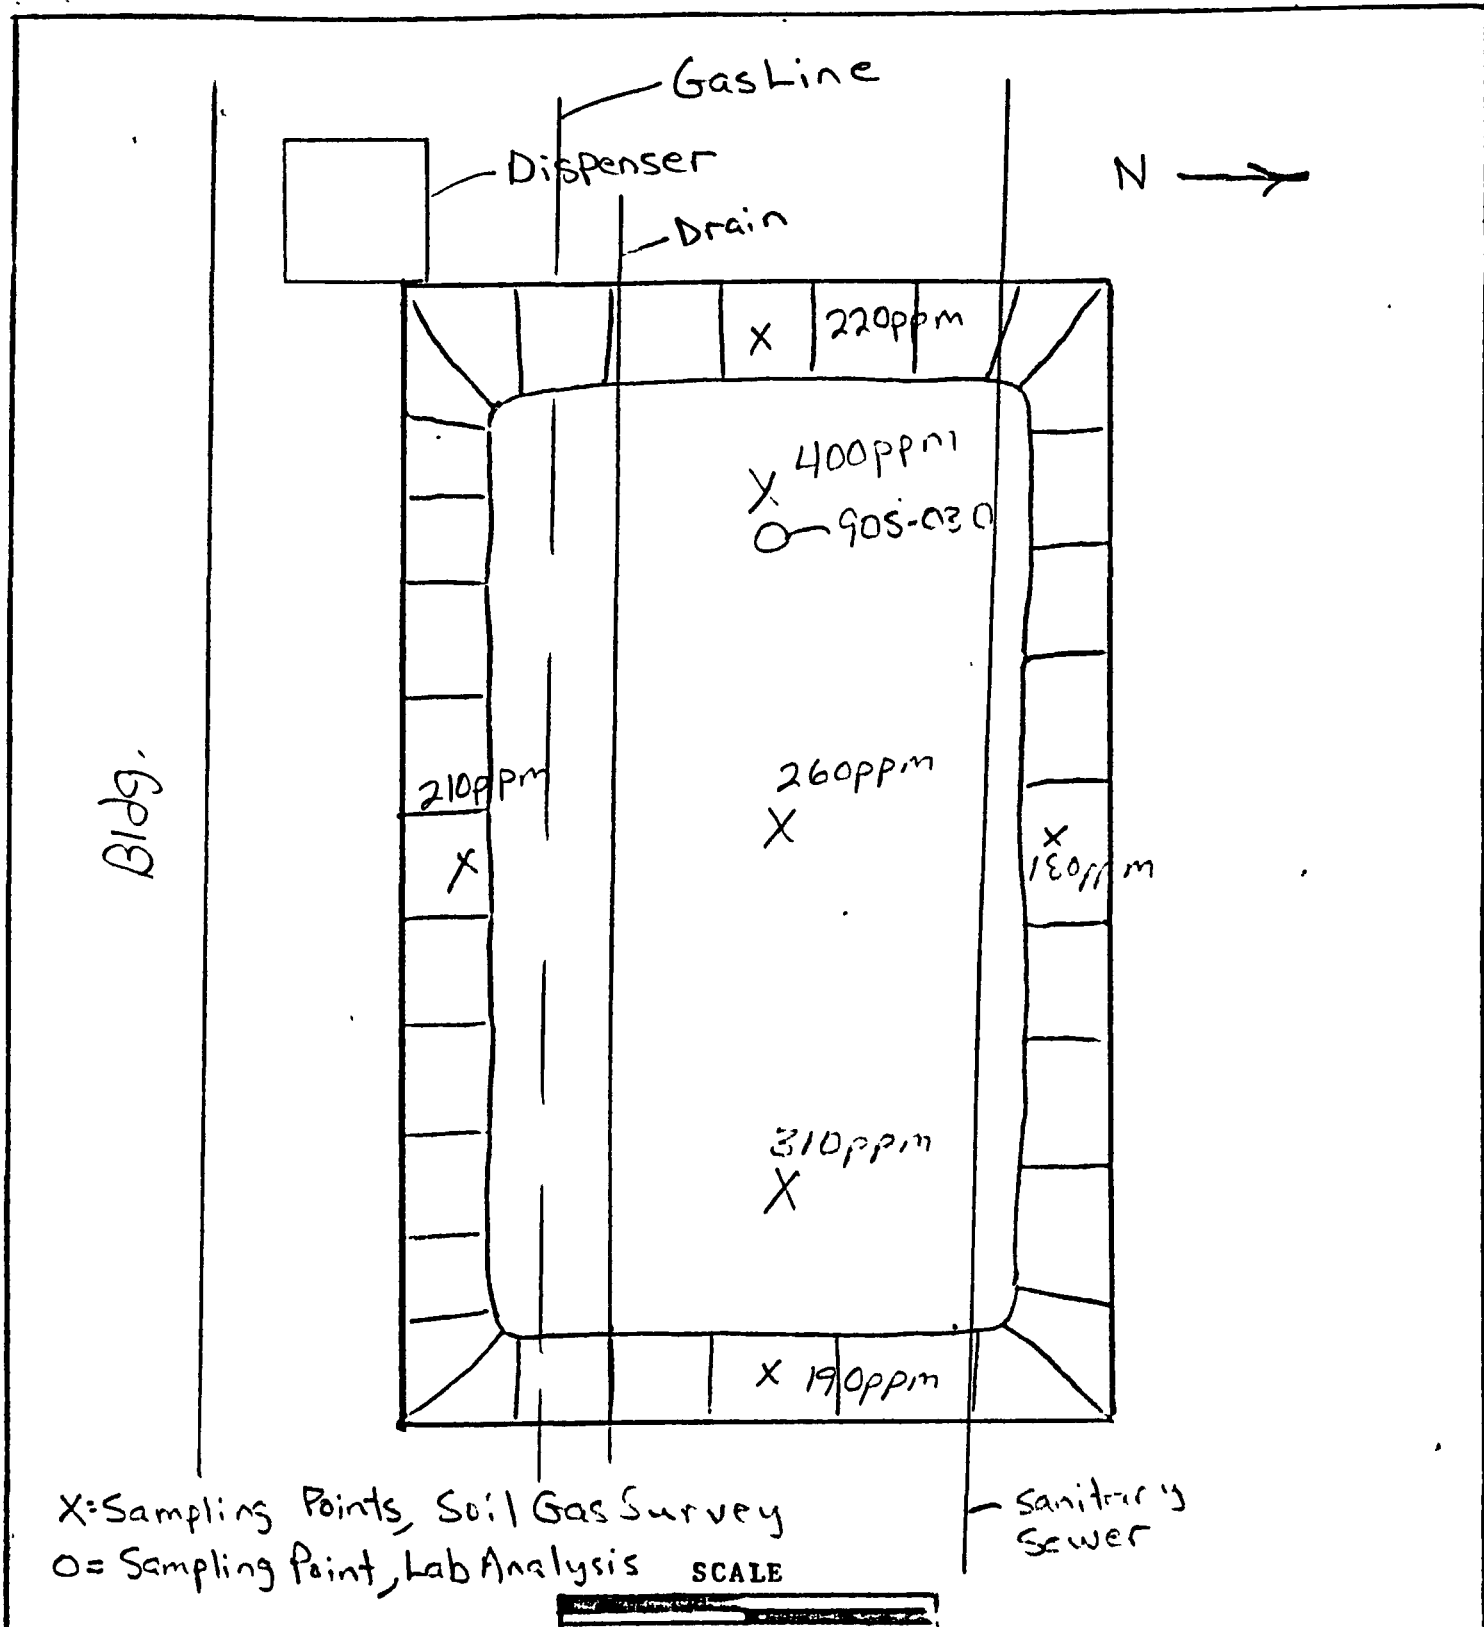 Gas Line
Dispenser
N
Drain
220ppm
X
400ppm
X
O 905-030
260ppm
X
210ppm
X
X
Bldg.
310ppm
X
X 190ppm
X=Sampling Points, Soil Gas Survey
O= Sampling Point, Lab Analysis
Sanitary
Sewer
SCALE